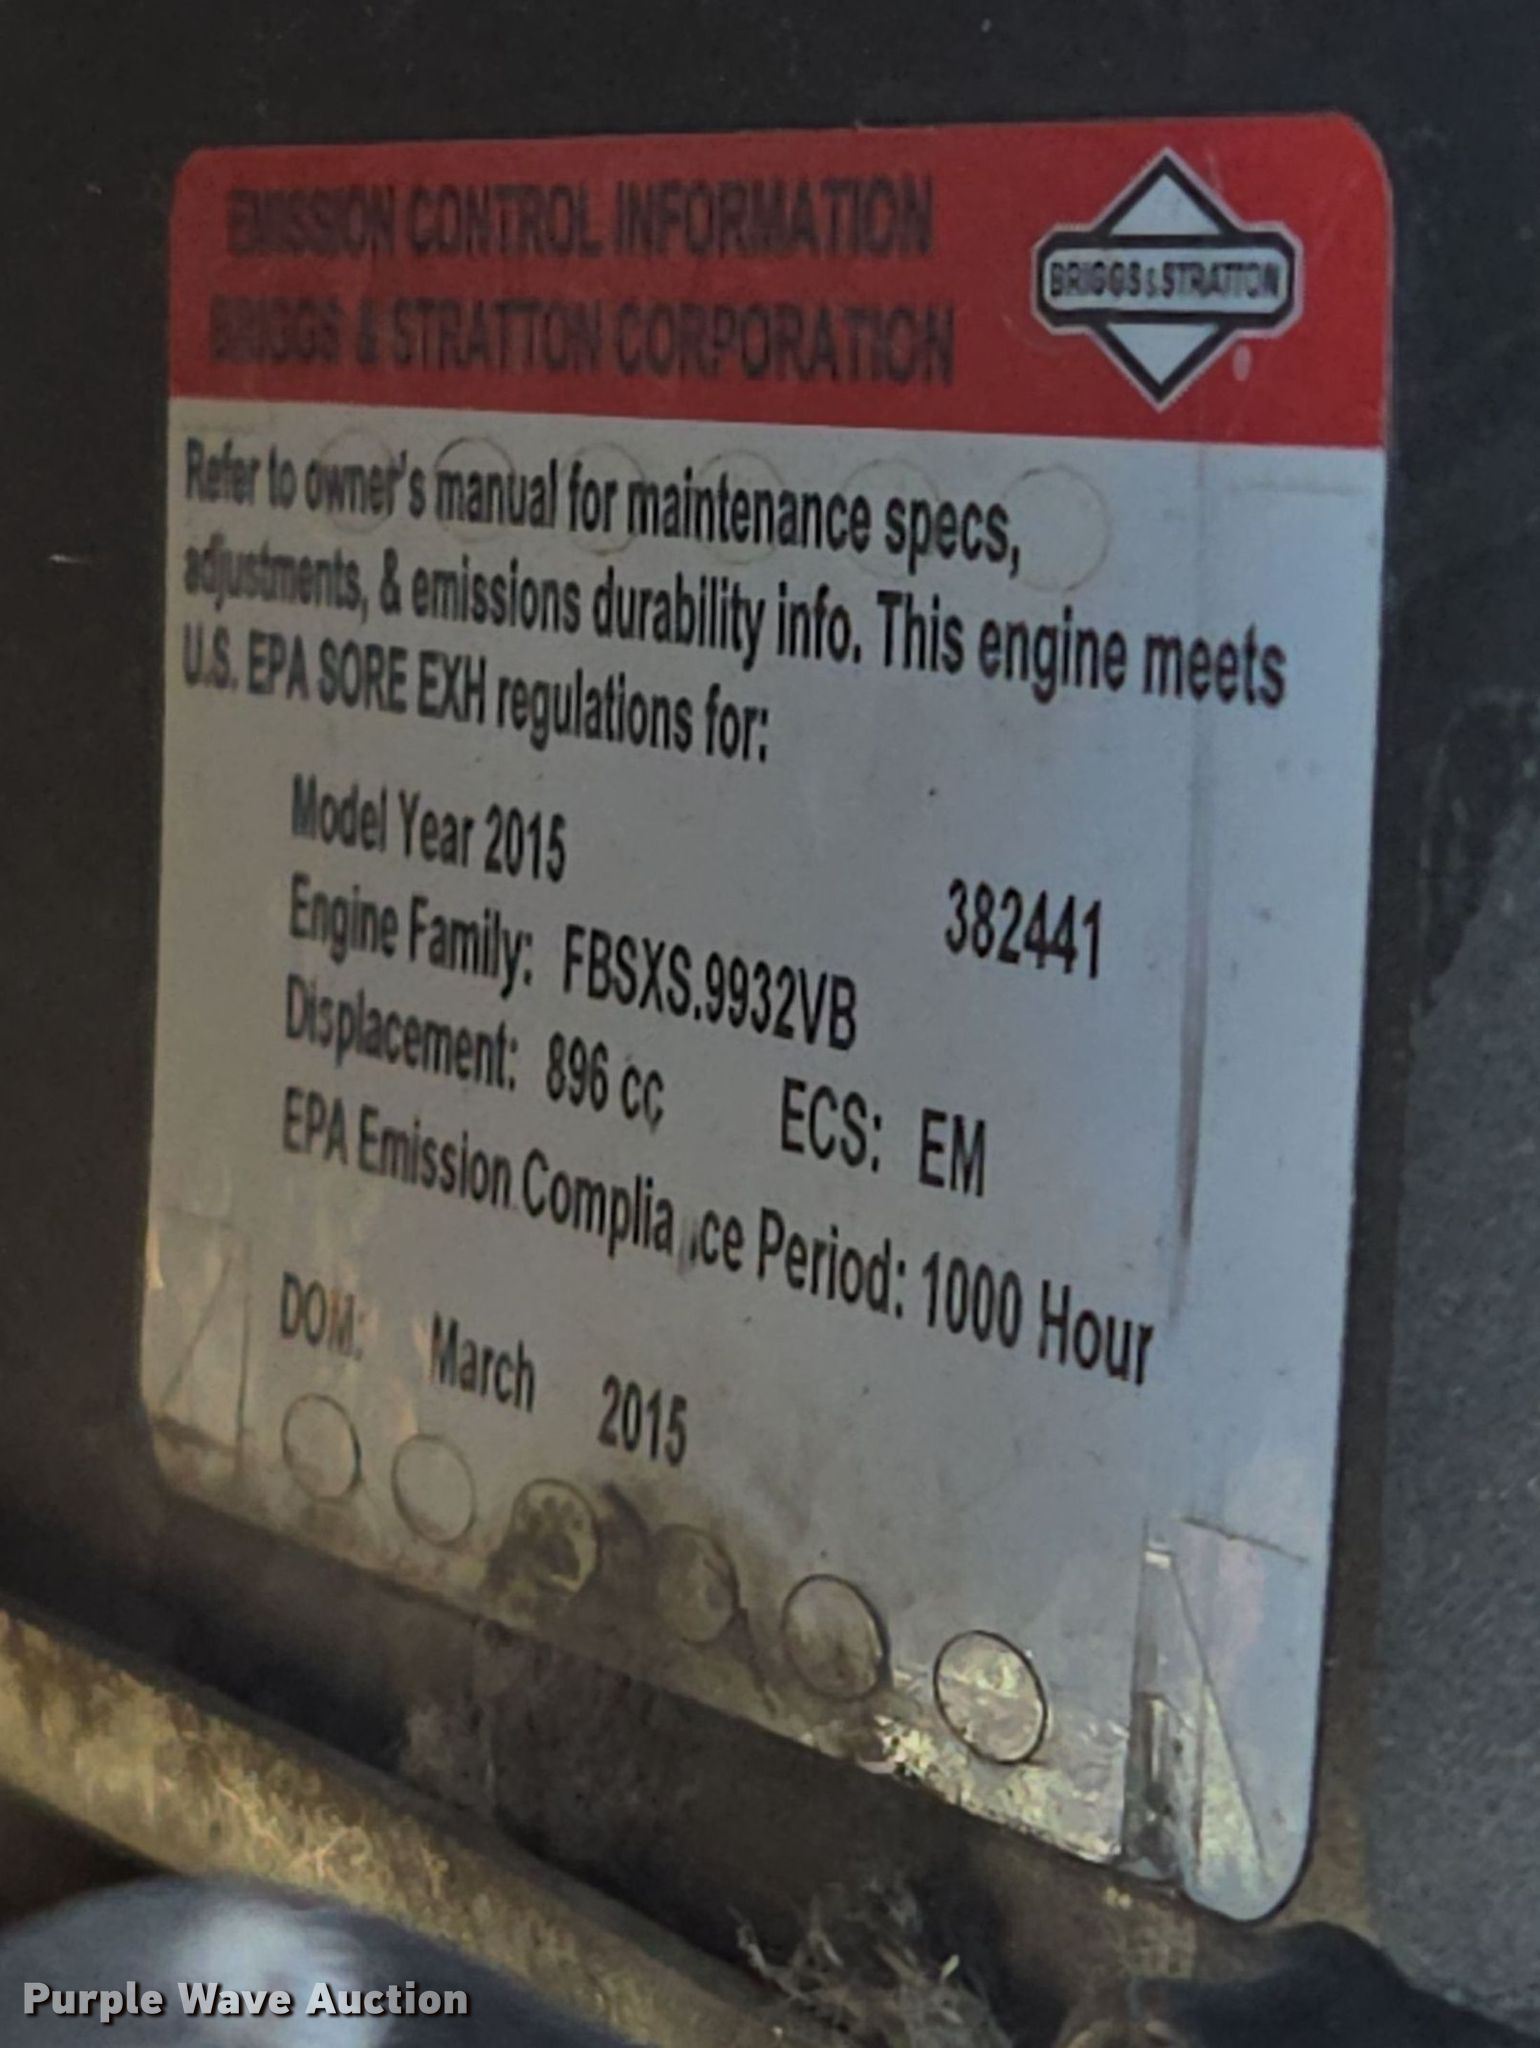 EMISSION CONTROL INFORMATION
BRIGGS & STRATTON CORPORATION
BRIGGS & STRATTON
®
Refer to owner's manual for maintenance specs,
adjustments, & emissions durability info. This engine meets
U.S. EPA SORE EXH regulations for:
Model Year 2015
382441
Engine Family: FBSXS.9932VB
Displacement: 896 cc ECS: EM
EPA Emission Compliance Period: 1000 Hour
DOM: March 2015
Purple Wave Auction